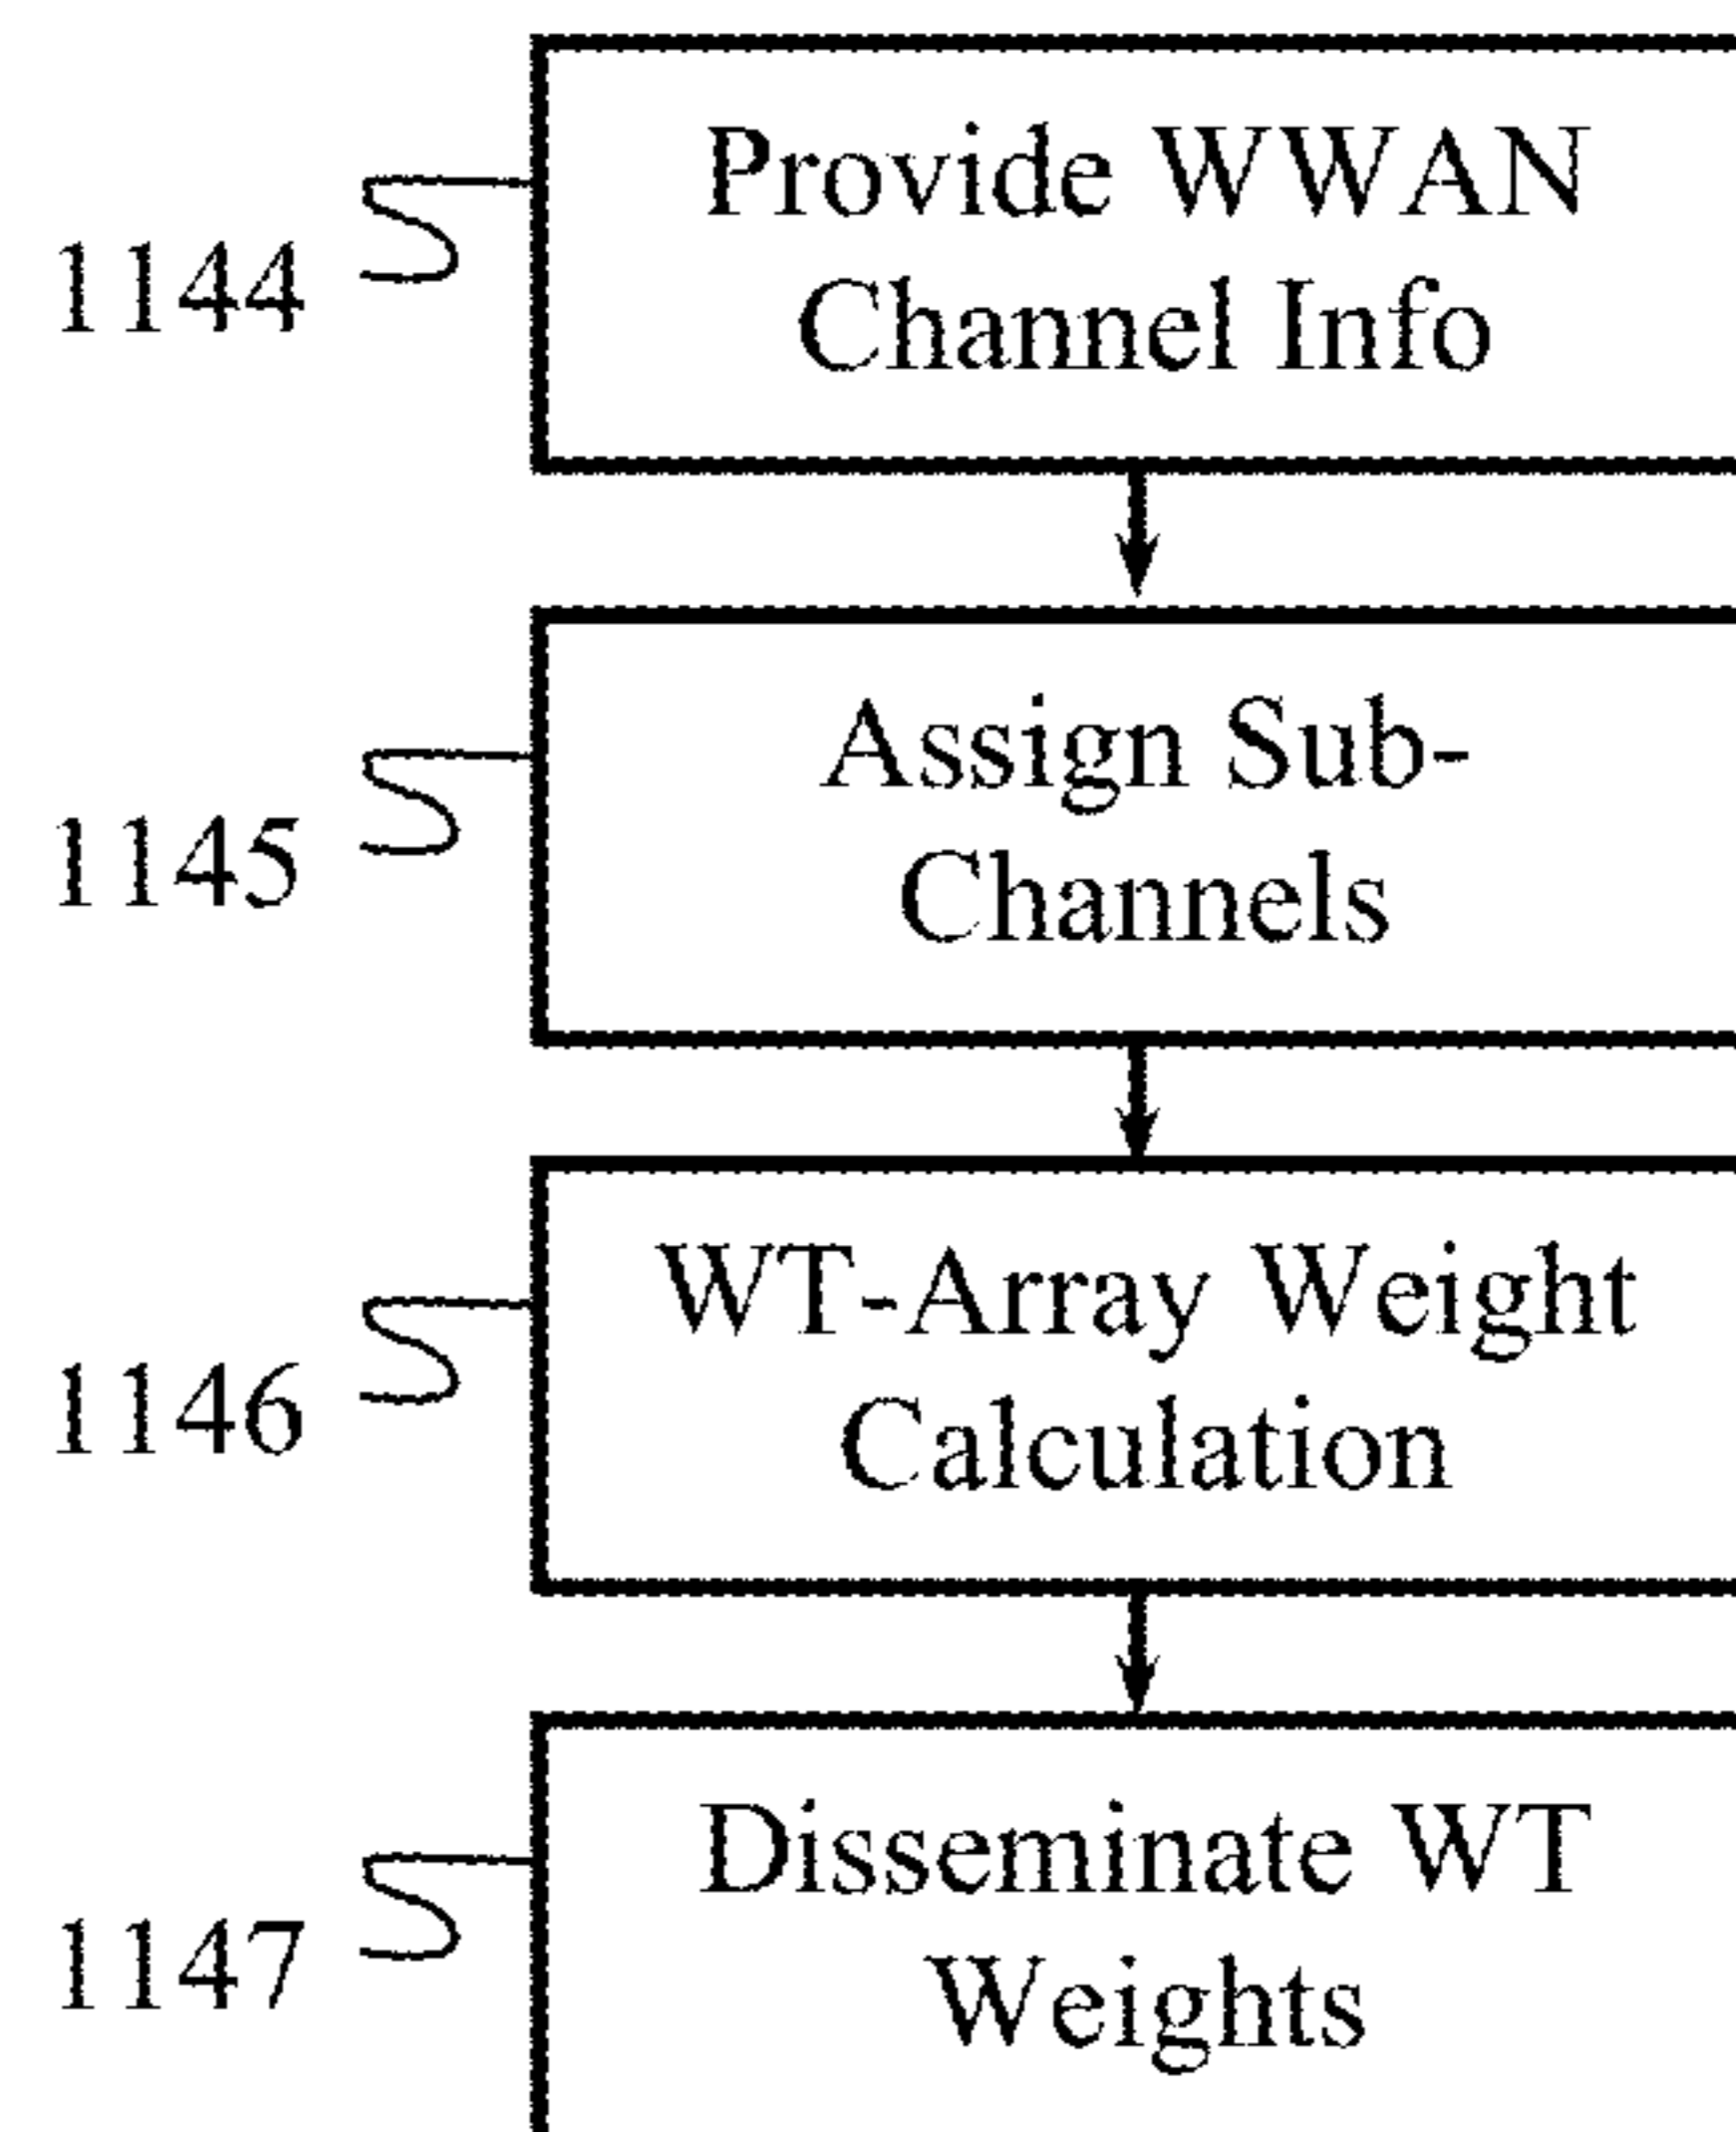 Provide WWAN
Channel Info
1144
Assign Sub-
Channels
1145
WT-Array Weight
Calculation
1146
Disseminate WT
Weights
1147